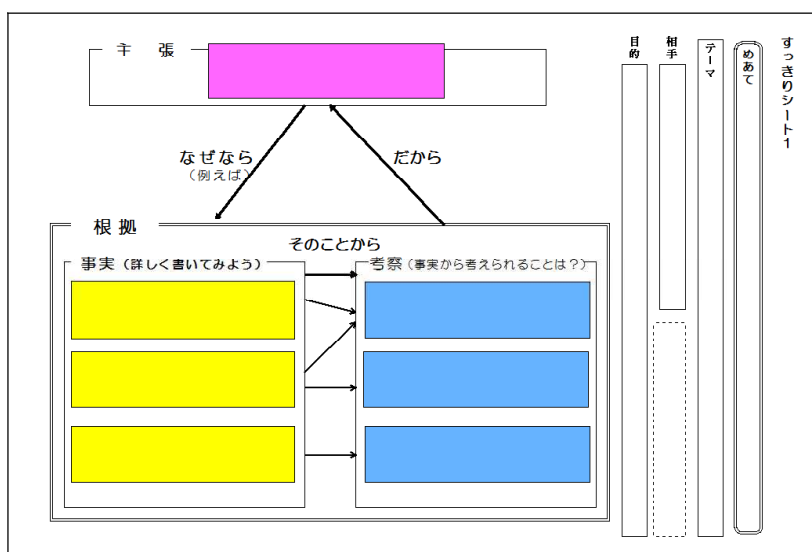 すっきりシート１
めあて
テーマ
相手
目的
主　張
なぜなら
（例えば）
だから
根拠
そのことから
事実（詳しく書いてみよう）
考察（事実から考えられることは？）